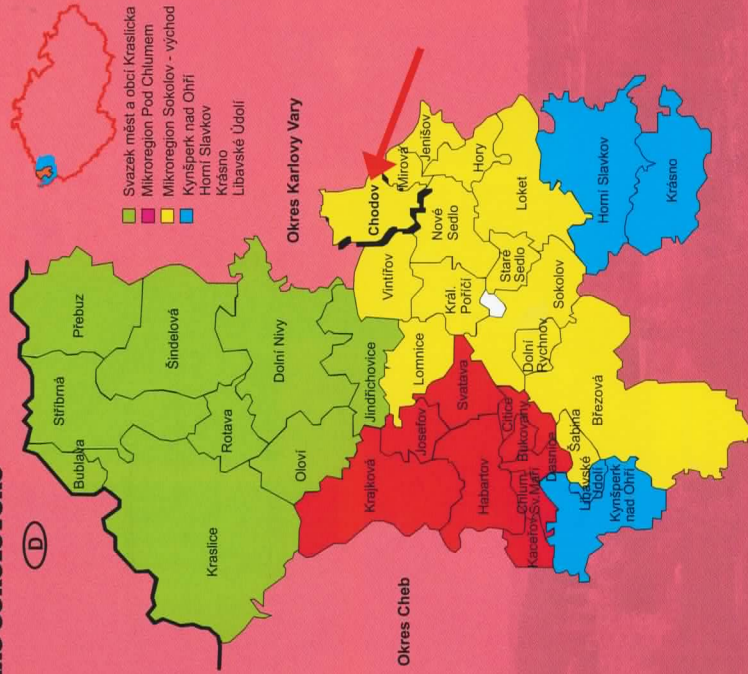 D
Svazek měst a obcí Kraslicka
Mikroregion Pod Chlumem
Mikroregion Sokolov - východ
Kynšperk nad Ohří
Horní Slavkov
Krásno
Libavské Údolí
Okres Karlovy Vary
Okres Cheb
Přebuz
Stříbrná
Bublava
Šindelová
Rotava
Kraslice
Dolní Nivy
Oloví
Jindřichovice
Krajková
Josefov
Lomnice
Svatava
Habartov
Citice
Bukovany
Chlum
Sv.Maří
Kaceřov
Dasnice
Šabina
Libavské
Údolí
Kynšperk
nad Ohří
Březová
Dolní
Rychnov
Sokolov
Staré
Sedlo
Král.
Poříčí
Vintířov
Nové
Sedlo
Chodov
Mírová
Jenišov
Hory
Loket
Horní Slavkov
Krásno